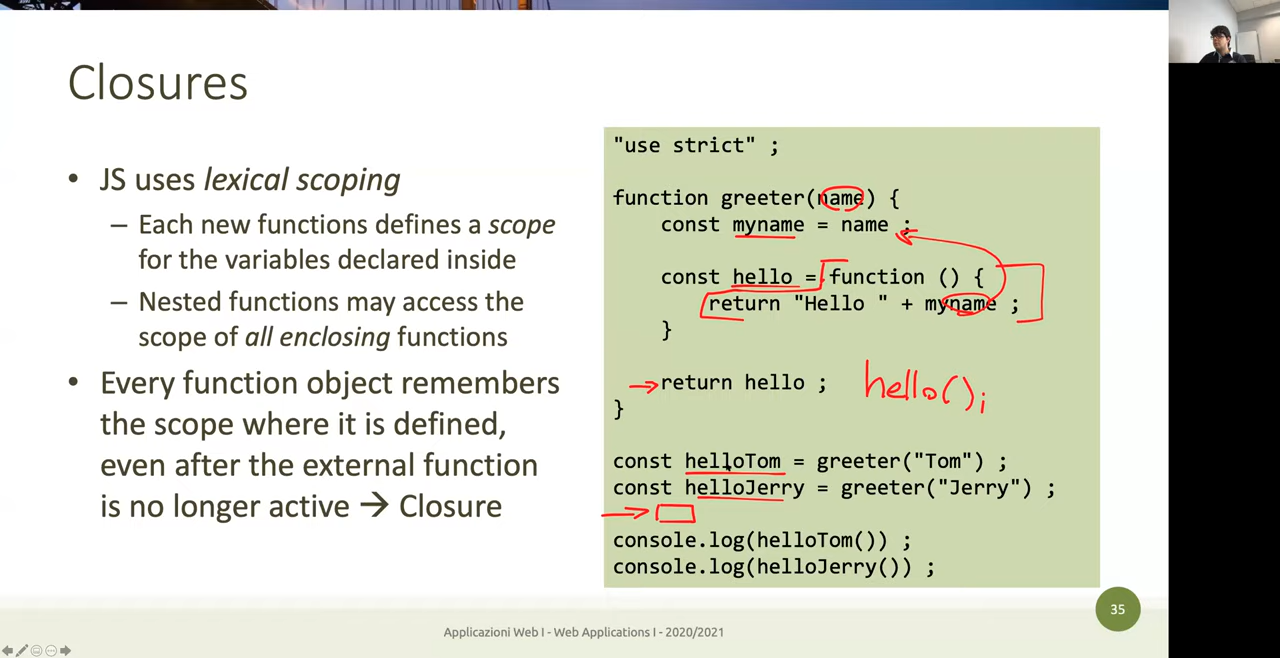 Closures
• JS uses lexical scoping
– Each new functions defines a scope
for the variables declared inside
– Nested functions may access the
scope of all enclosing functions
• Every function object remembers
the scope where it is defined,
even after the external function
is no longer active → Closure
"use strict" ;
function greeter(name) {
const myname = name ;
const hello = function () {
return "Hello " + myname ;
}
return hello ;
hello();
}
const helloTom = greeter("Tom") ;
const helloJerry = greeter("Jerry") ;
console.log(helloTom()) ;
console.log(helloJerry()) ;
35
Applicazioni Web I - Web Applications I - 2020/2021